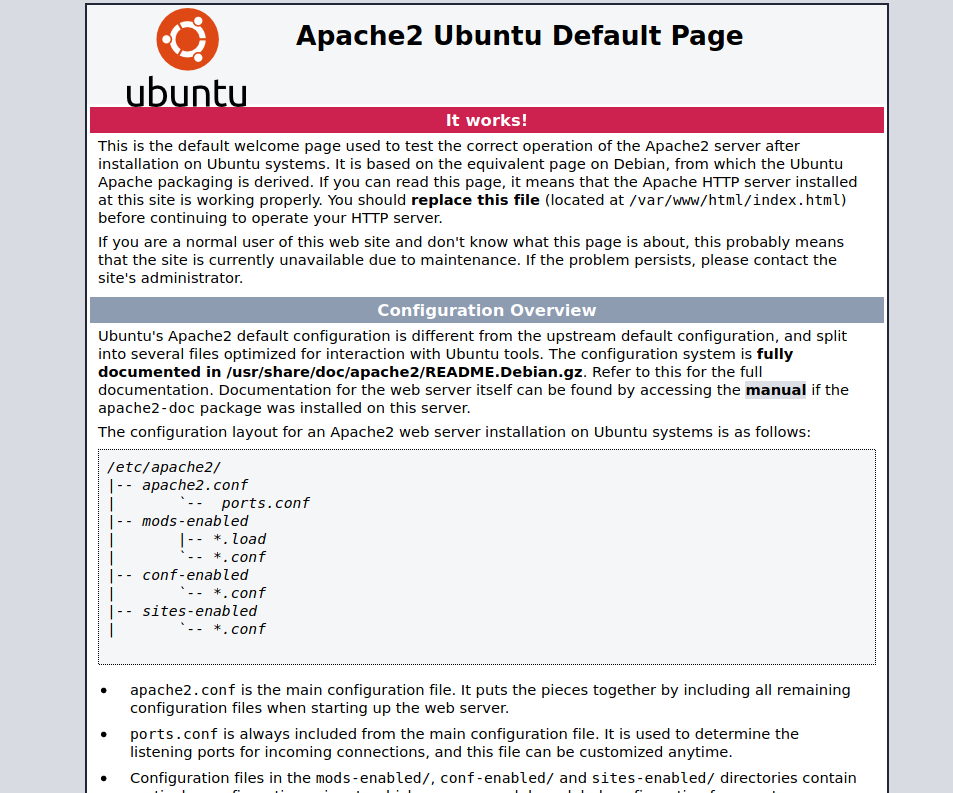 ubuntu
Apache2 Ubuntu Default Page
It works!
This is the default welcome page used to test the correct operation of the Apache2 server after
installation on Ubuntu systems. It is based on the equivalent page on Debian, from which the Ubuntu
Apache packaging is derived. If you can read this page, it means that the Apache HTTP server installed
at this site is working properly. You should replace this file (located at /var/www/html/index.html)
before continuing to operate your HTTP server.
If you are a normal user of this web site and don't know what this page is about, this probably means
that the site is currently unavailable due to maintenance. If the problem persists, please contact the
site's administrator.
Configuration Overview
Ubuntu's Apache2 default configuration is different from the upstream default configuration, and split
into several files optimized for interaction with Ubuntu tools. The configuration system is fully
documented in /usr/share/doc/apache2/README.Debian.gz. Refer to this for the full
documentation. Documentation for the web server itself can be found by accessing the manual if the
apache2-doc package was installed on this server.
The configuration layout for an Apache2 web server installation on Ubuntu systems is as follows:
/etc/apache2/
|-- apache2.conf
|       `--  ports.conf
|-- mods-enabled
|       |-- *.load
|       `-- *.conf
|-- conf-enabled
|       `-- *.conf
|-- sites-enabled
|       `-- *.conf
• apache2.conf is the main configuration file. It puts the pieces together by including all remaining
configuration files when starting up the web server.
• ports.conf is always included from the main configuration file. It is used to determine the
listening ports for incoming connections, and this file can be customized anytime.
• Configuration files in the mods-enabled/, conf-enabled/ and sites-enabled/ directories contain